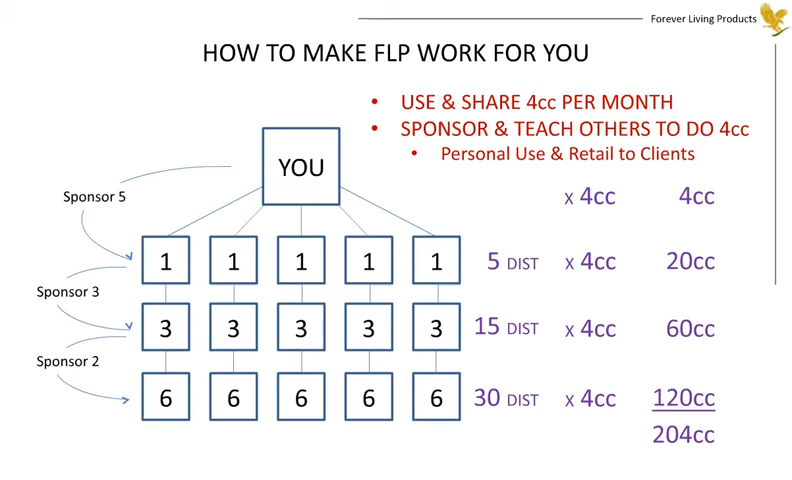 Forever Living Products
HOW TO MAKE FLP WORK FOR YOU
• USE & SHARE 4cc PER MONTH
• SPONSOR & TEACH OTHERS TO DO 4cc
• Personal Use & Retail to Clients
YOU
x 4cc 4cc
Sponsor 5
1 1 1 1 1 5 DIST x 4cc 20cc
Sponsor 3
3 3 3 3 3 15 DIST x 4cc 60cc
Sponsor 2
6 6 6 6 6 30 DIST x 4cc 120cc
204cc